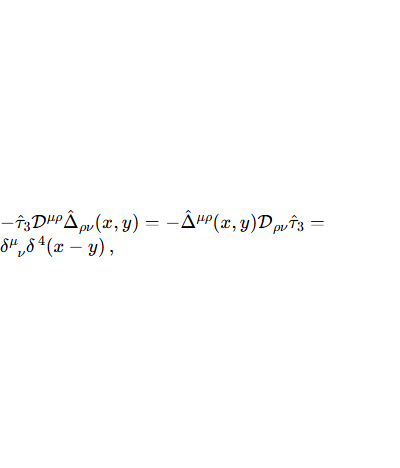 −τ̂₃𝒟^{μρ}Δ̂_{ρν}(x, y) = −Δ̂^{μρ}(x, y)𝒟_{ρν}τ̂₃ =
δ^μ_ν δ⁴(x − y) ,